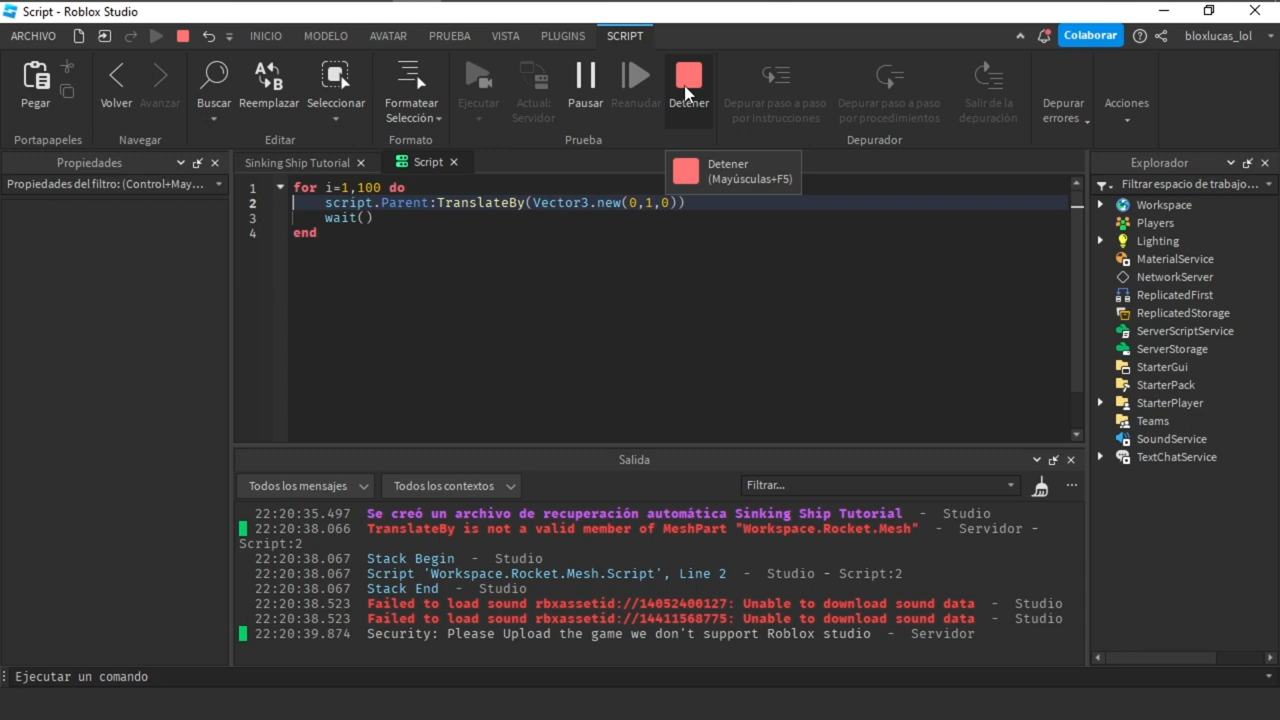 Script - Roblox Studio
ARCHIVO INICIO MODELO AVATAR PRUEBA VISTA PLUGINS SCRIPT Colaborar bloxlucas_lol
Pegar Volver Avanzar Buscar Reemplazar Seleccionar Formatear Selección Ejecutar Actual: Servidor Pausar Reanudar Detener Depurar paso a paso por instrucciones Depurar paso a paso por procedimientos Salir de la depuración Depurar errores Acciones
Portapapeles Navegar Editar Formato Prueba Depurador
Propiedades
Propiedades del filtro: (Control+May...
Sinking Ship Tutorial Script
Detener
(Mayúsculas+F5)
1 for i=1,100 do
2 script.Parent:TranslateBy(Vector3.new(0,1,0))
3 wait()
4 end
Explorador
Filtrar espacio de trabajo...
Workspace
Players
Lighting
MaterialService
NetworkServer
ReplicatedFirst
ReplicatedStorage
ServerScriptService
ServerStorage
StarterGui
StarterPack
StarterPlayer
Teams
SoundService
TextChatService
Salida
Todos los mensajes Todos los contextos Filtrar... ...
22:20:35.497 Se creó un archivo de recuperación automática Sinking Ship Tutorial - Studio
22:20:38.066 TranslateBy is not a valid member of MeshPart "Workspace.Rocket.Mesh" - Servidor -
Script:2
22:20:38.067 Stack Begin - Studio
22:20:38.067 Script 'Workspace.Rocket.Mesh.Script', Line 2 - Studio - Script:2
22:20:38.067 Stack End - Studio
22:20:38.523 Failed to load sound rbxassetid://14052400127: Unable to download sound data - Studio
22:20:38.523 Failed to load sound rbxassetid://14411568775: Unable to download sound data - Studio
22:20:39.874 Security: Please Upload the game we don't support Roblox studio - Servidor
Ejecutar un comando